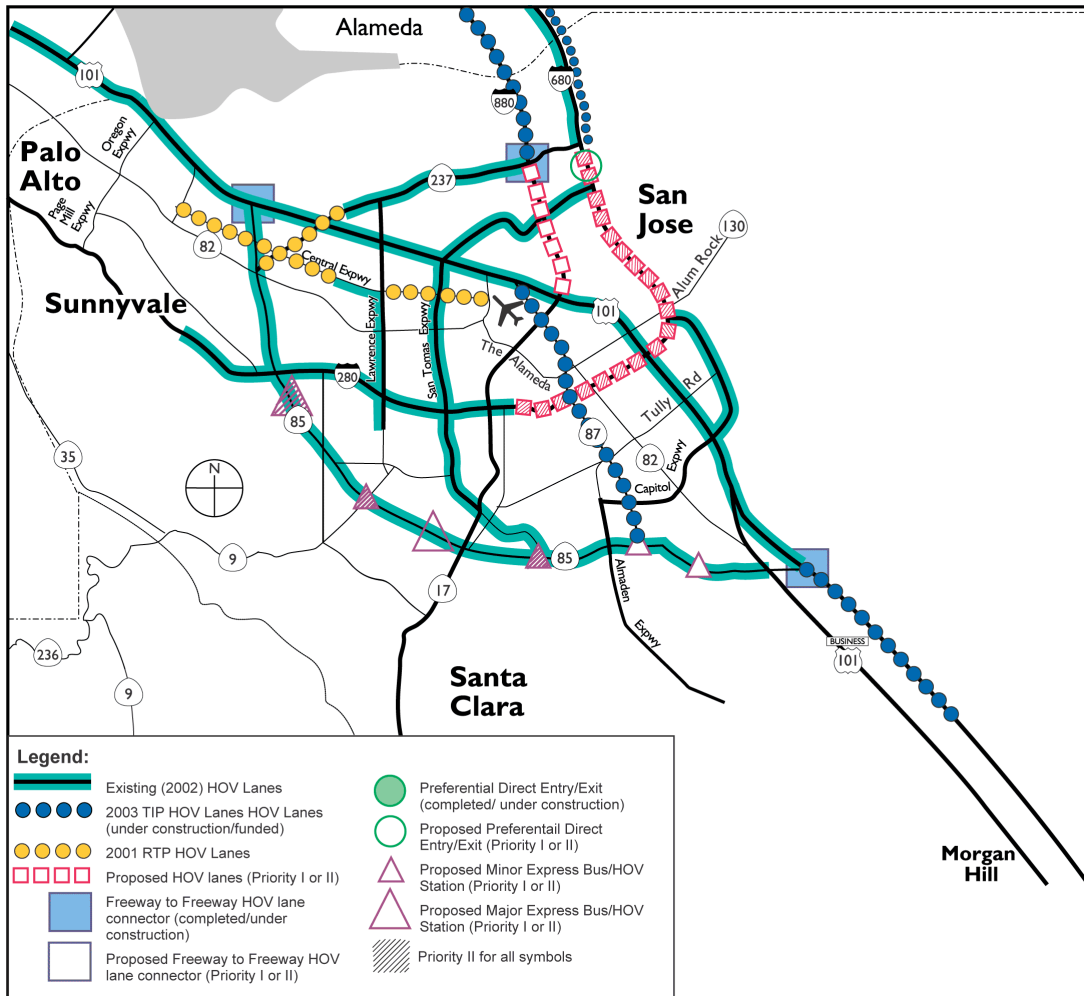 Alameda
101
680
880
Oregon Expwy
Palo
Alto
Page
Mill
Expwy
237
San
Jose
130
82
Alum Rock
Central Expwy
Sunnyvale
Lawrence Expwy
San Tomas Expwy
101
The Alameda
280
Tully Rd
85
87
82
35
Capitol Expwy
N
9
85
17
Almaden
Expwy
BUSINESS
101
236
9
Santa
Clara
Morgan
Hill
Legend:
Existing (2002) HOV Lanes
2003 TIP HOV Lanes HOV Lanes
(under construction/funded)
2001 RTP HOV Lanes
Proposed HOV lanes (Priority I or II)
Freeway to Freeway HOV lane
connector (completed/under
construction)
Proposed Freeway to Freeway HOV
lane connector (Priority I or II)
Preferential Direct Entry/Exit
(completed/ under construction)
Proposed Preferentail Direct
Entry/Exit (Priority I or II)
Proposed Minor Express Bus/HOV
Station (Priority I or II)
Proposed Major Express Bus/HOV
Station (Priority I or II)
Priority II for all symbols